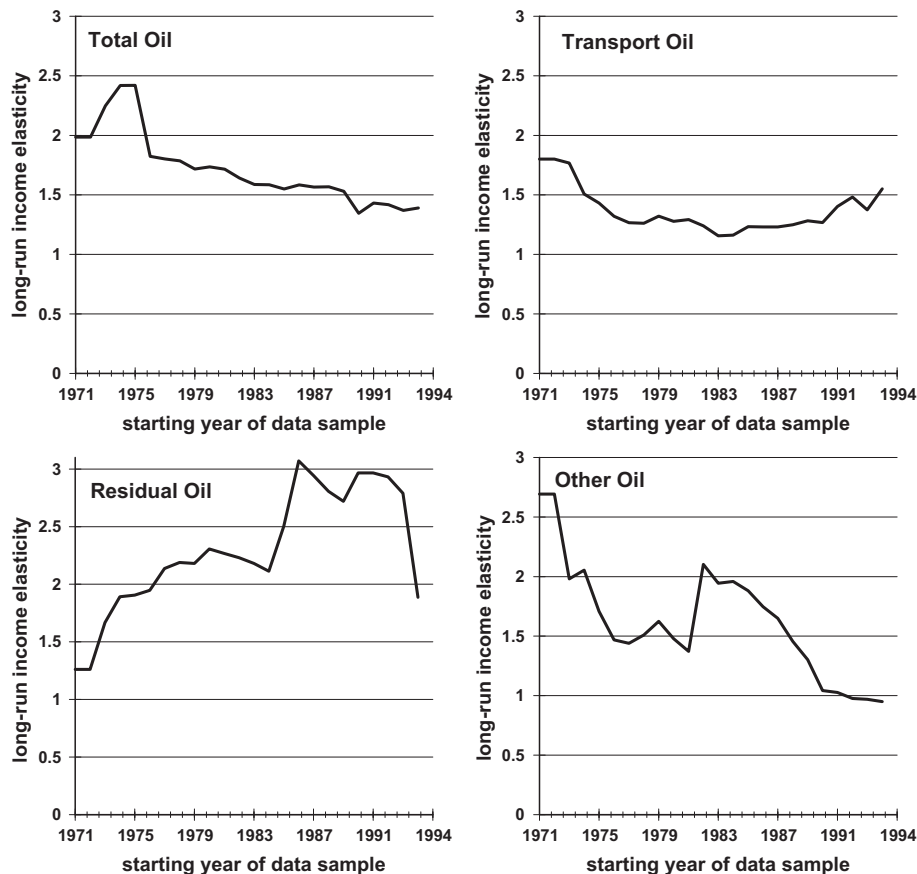 Total Oil
long-run income elasticity
3
2.5
2
1.5
1
0.5
0
1971 1975 1979 1983 1987 1991 1994
starting year of data sample
Transport Oil
long-run income elasticity
3
2.5
2
1.5
1
0.5
0
1971 1975 1979 1983 1987 1991 1994
starting year of data sample
Residual Oil
long-run income elasticity
3
2.5
2
1.5
1
0.5
0
1971 1975 1979 1983 1987 1991 1994
starting year of data sample
Other Oil
long-run income elasticity
3
2.5
2
1.5
1
0.5
0
1971 1975 1979 1983 1987 1991 1994
starting year of data sample